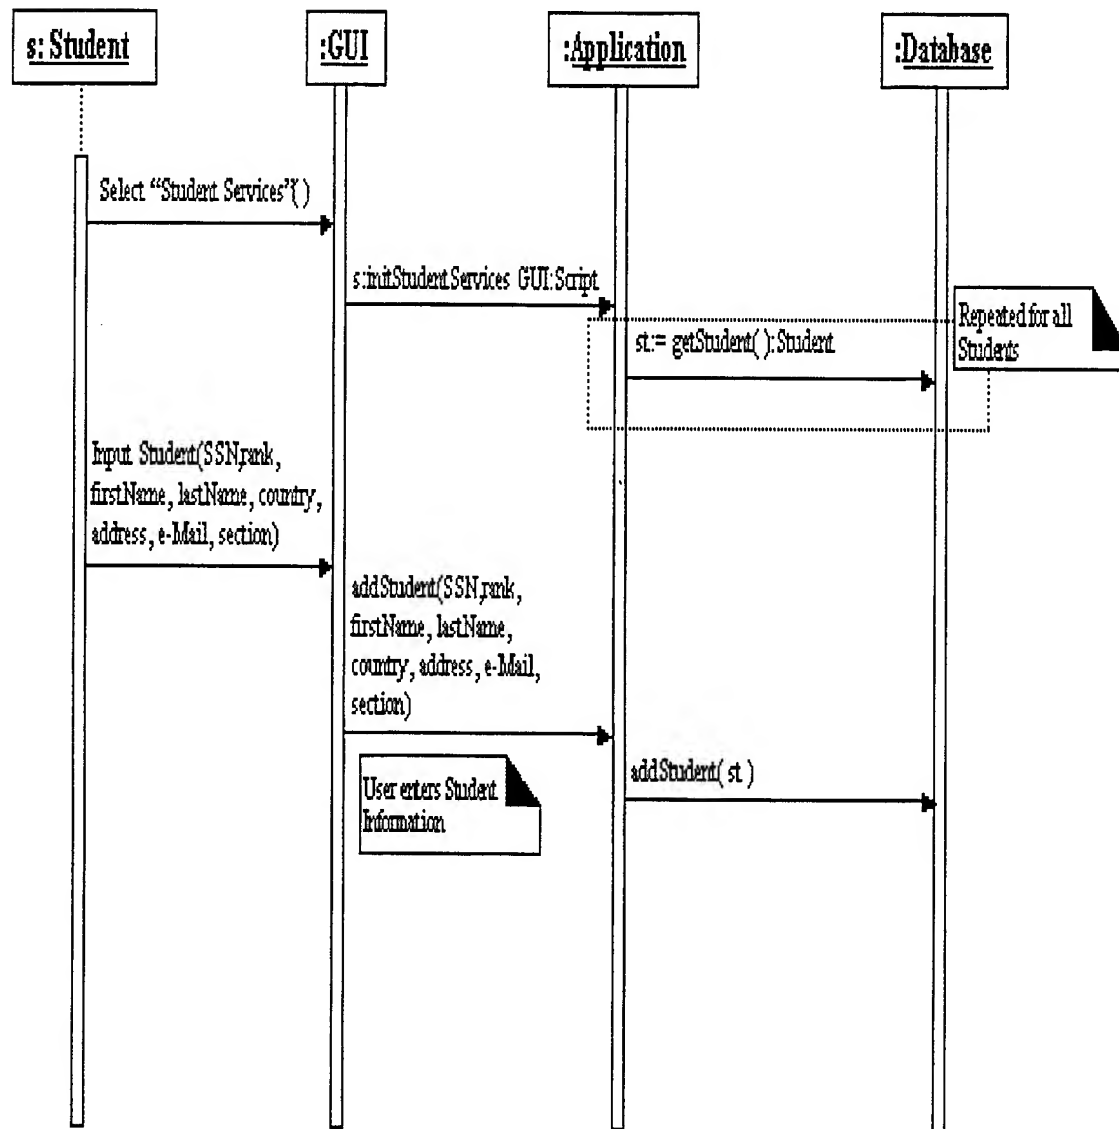 s: Student
:GUI
:Application
:Database
Select “Student Services”( )
s:initStudentServices GUI:Script
Repeated for all
Students
st:= getStudent( ):Student
Input Student(SSN,rank,
firstName, lastName, country,
address, e-Mail, section)
addStudent(SSN,rank,
firstName, lastName,
country, address, e-Mail,
section)
User enters Student
Information
addStudent( st )